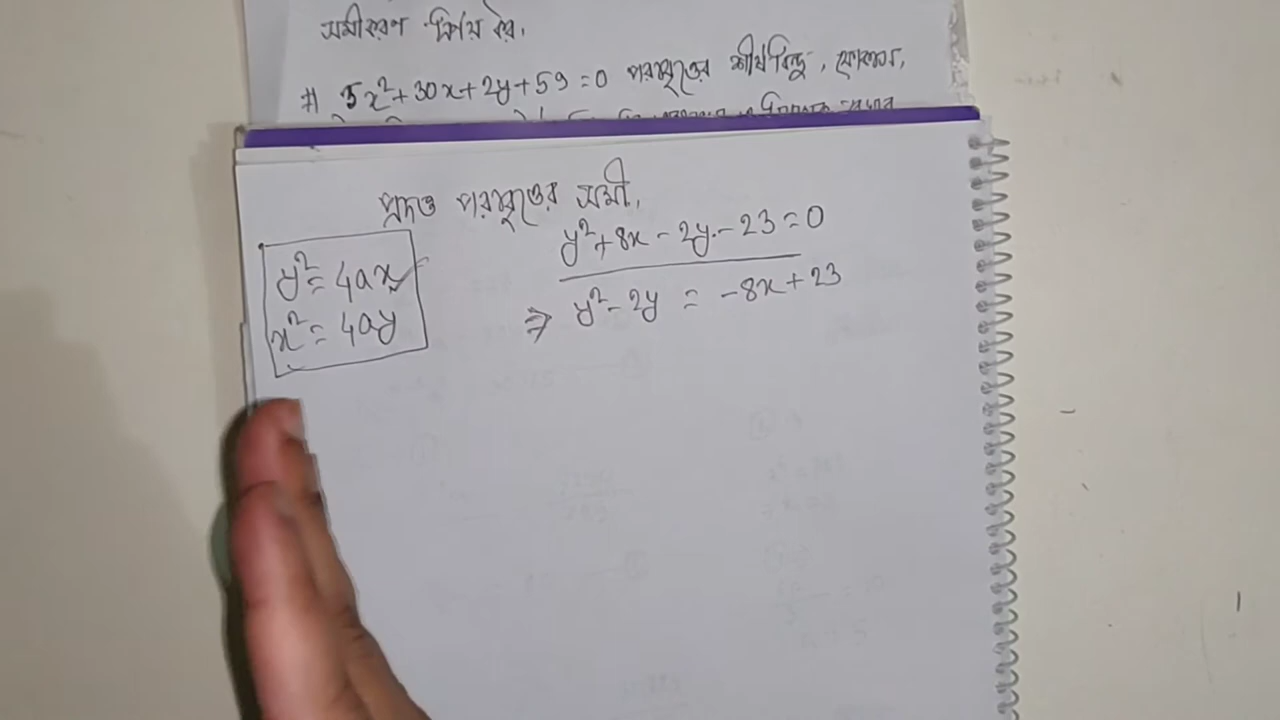 সমীকরণ নির্ণয় কর।
# 5x²+30x+2y+59=0 পরাবৃত্তের শীর্ষবিন্দু, ফোকাস,
প্রদত্ত পরাবৃত্তের সমী,
y²+8x-2y-23=0
y²=4ax
x²=4ay
⇒ y²-2y = -8x+23